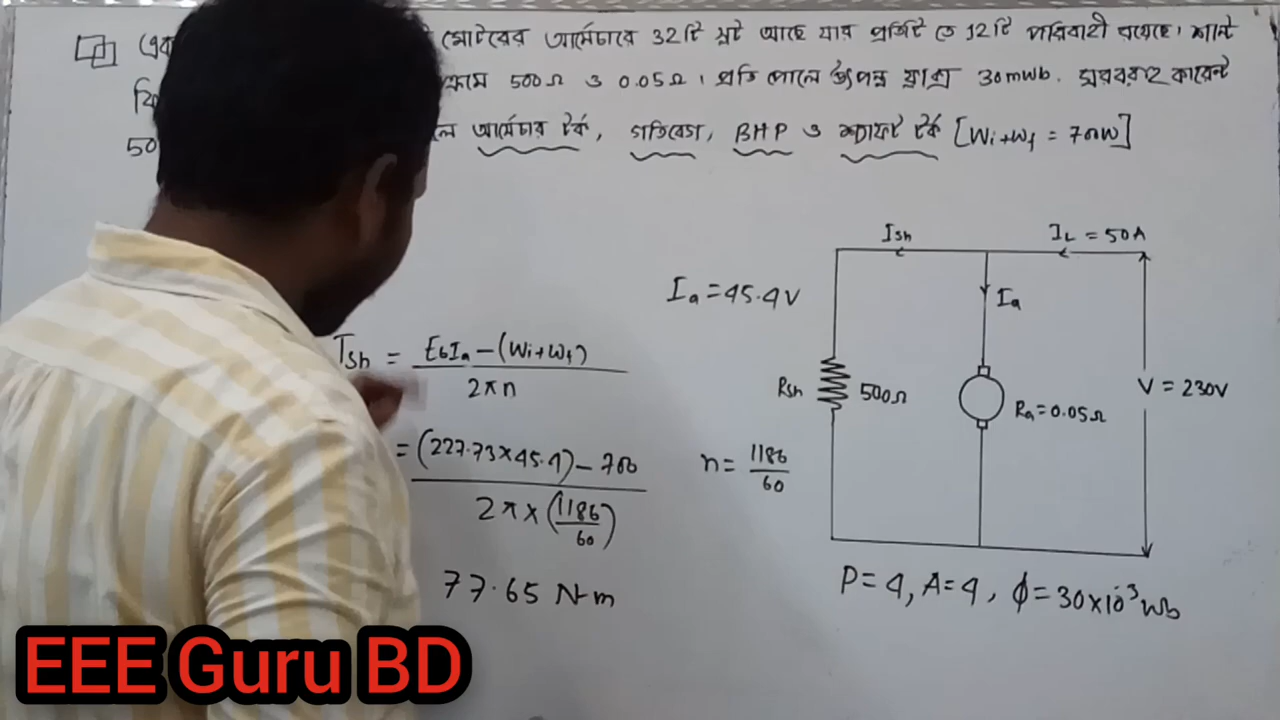 মোটরের আর্মেচারে 32টি স্লট আছে যার প্রতিটি তে 12টি পরিবাহী রয়েছে। শান্ট
500Ω ও 0.05Ω। প্রতি পোলে উৎপন্ন ফ্লাক্স 30mWb. সরবরাহ কারেন্ট
50 লে আর্মেচার টর্ক, গতিবেগ, BHP ও শ্যাফট টর্ক [Wi+Wf = 700W]
Ish
IL = 50A
Ia = 45.4V
Ia
Tsh = EbIa - (Wi+Wf)
2πn
Rsh 500Ω
Ra = 0.05Ω
V = 230V
= (227.73×45.4) - 700
2π × (1186/60)
n = 1186/60
77.65 N-m
P = 4, A = 4, ϕ = 30×10⁻³ wb
EEE Guru BD